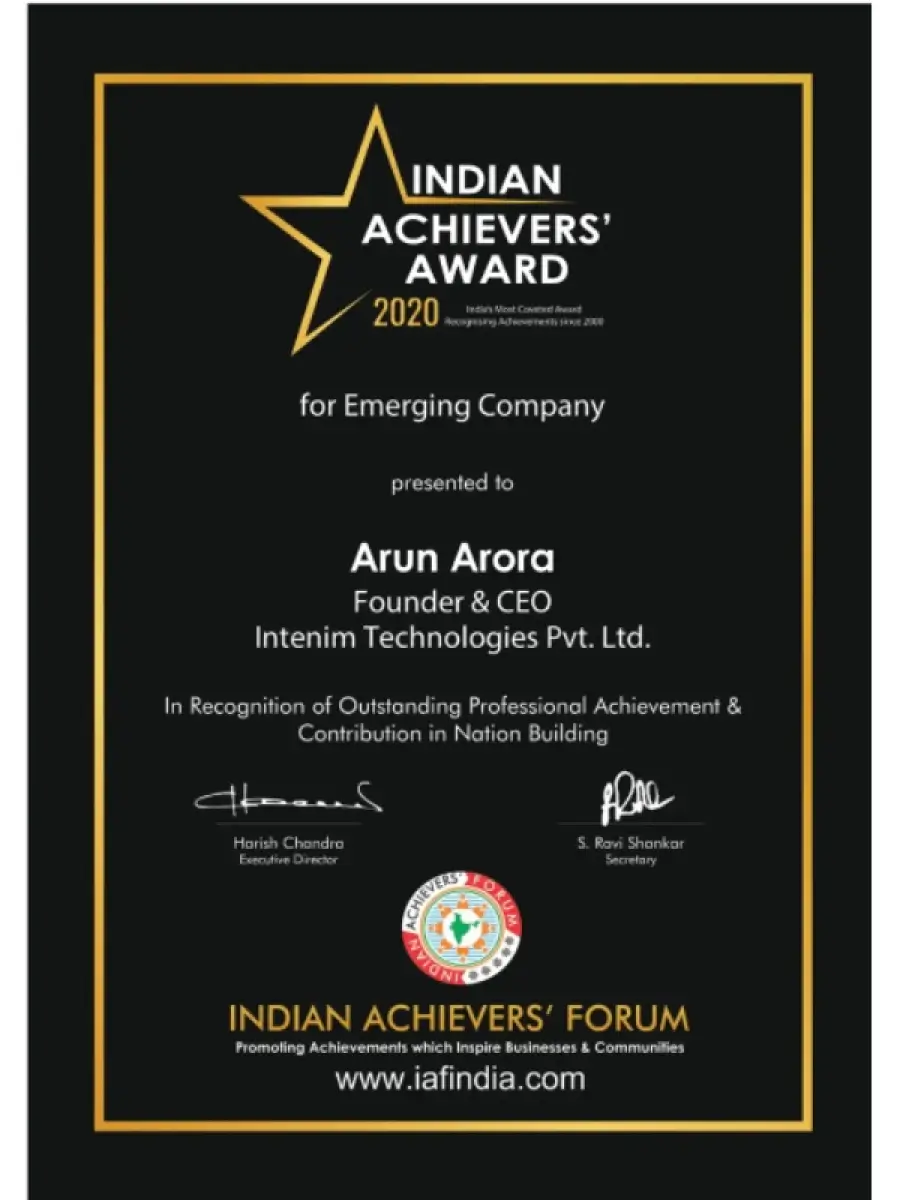 INDIAN
ACHIEVERS'
AWARD
2020
India's Most Coveted Award
Recognising Achievements since 2000
for Emerging Company
presented to
Arun Arora
Founder & CEO
Intenim Technologies Pvt. Ltd.
In Recognition of Outstanding Professional Achievement &
Contribution in Nation Building
Harish Chandra
Executive Director
S. Ravi Shankar
Secretary
INDIAN ACHIEVERS' FORUM
INDIAN ACHIEVERS' FORUM
Promoting Achievements which Inspire Businesses & Communities
www.iafindia.com